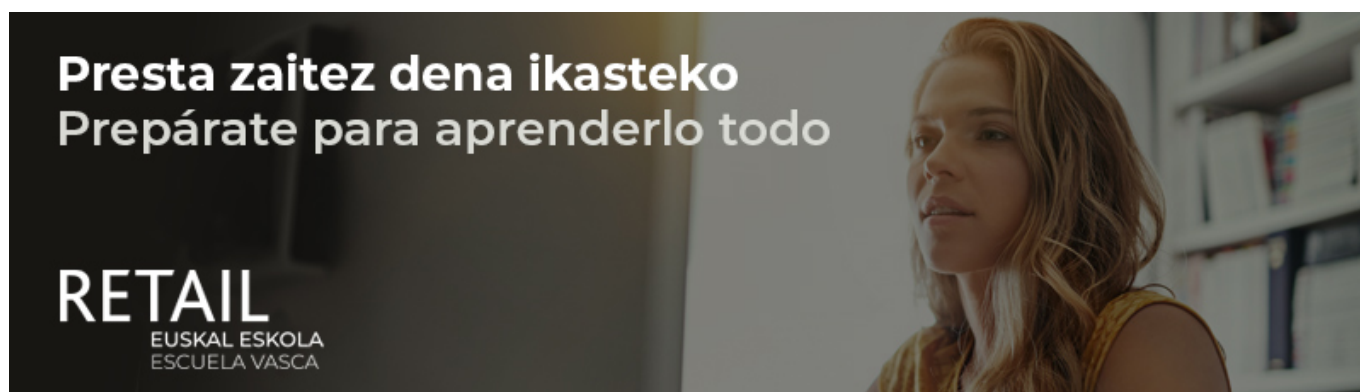 Presta zaitez dena ikasteko
Prepárate para aprenderlo todo
RETAIL
EUSKAL ESKOLA
ESCUELA VASCA